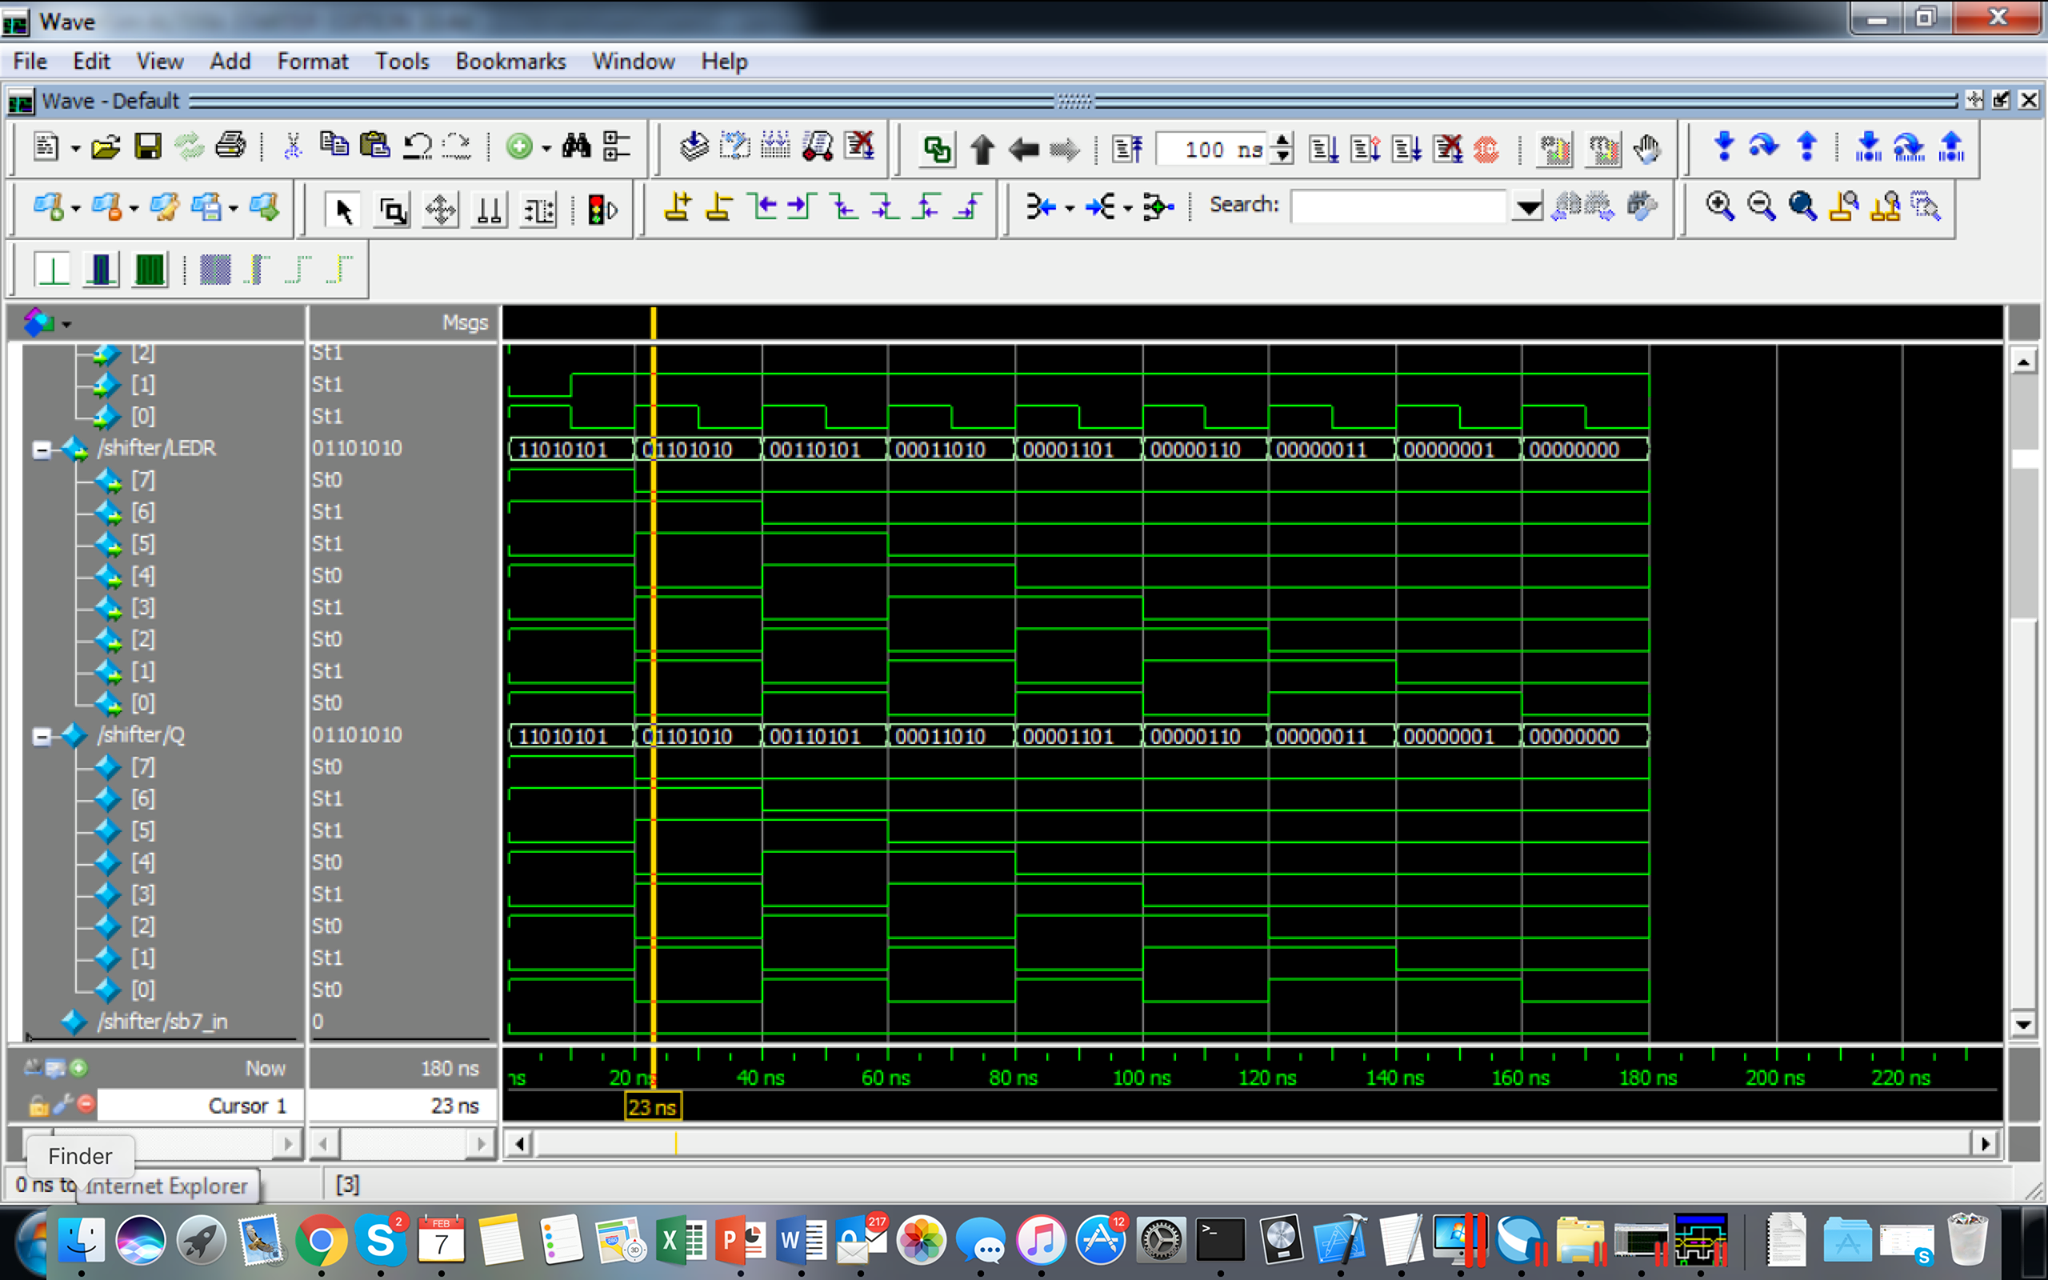 Wave
File Edit View Add Format Tools Bookmarks Window Help
Wave - Default
100 ns
Search:
Msgs
[2] St1
[1] St1
[0] St1
/shifter/LEDR 01101010 11010101 01101010 00110101 00011010 00001101 00000110 00000011 00000001 00000000
[7] St0
[6] St1
[5] St1
[4] St0
[3] St1
[2] St0
[1] St1
[0] St0
/shifter/Q 01101010 11010101 01101010 00110101 00011010 00001101 00000110 00000011 00000001 00000000
[7] St0
[6] St1
[5] St1
[4] St0
[3] St1
[2] St0
[1] St1
[0] St0
/shifter/sb7_in 0
Now 180 ns ns 20 ns 40 ns 60 ns 80 ns 100 ns 120 ns 140 ns 160 ns 180 ns 200 ns 220 ns
Cursor 1 23 ns 23 ns
Finder
0 ns to Internet Explorer [3]
2 FEB 7 217 12